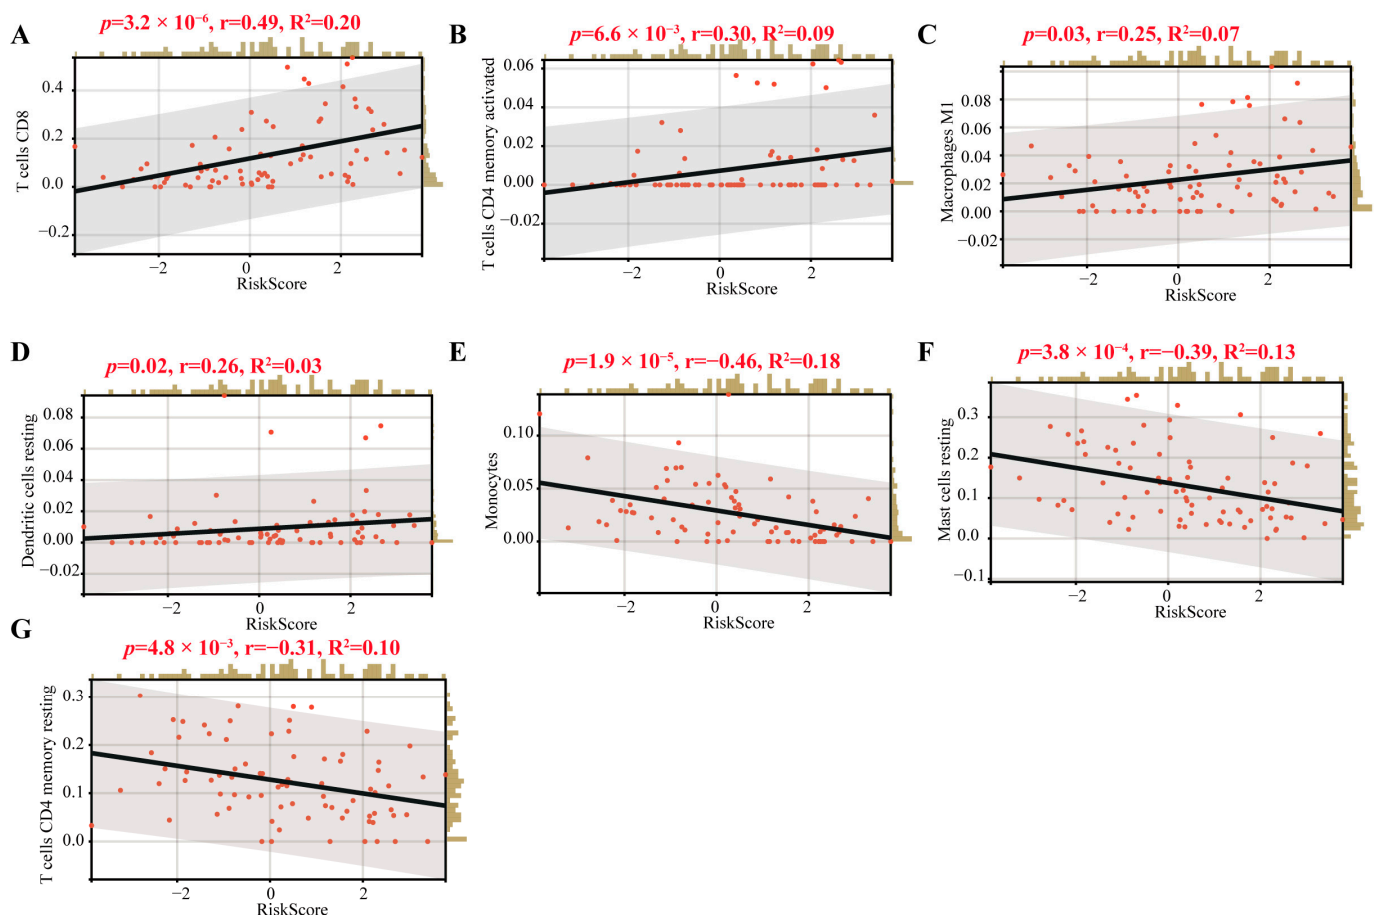 A
p=3.2 × 10⁻⁶, r=0.49, R²=0.20
T cells CD8
0.4
0.2
0.0
−0.2
−2
0
2
RiskScore
B
p=6.6 × 10⁻³, r=0.30, R²=0.09
T cells CD4 memory activated
0.06
0.04
0.02
0.00
−0.02
−2
0
2
RiskScore
C
p=0.03, r=0.25, R²=0.07
Macrophages M1
0.08
0.06
0.04
0.02
0.00
−0.02
−2
0
2
RiskScore
D
p=0.02, r=0.26, R²=0.03
Dendritic cells resting
0.08
0.06
0.04
0.02
0.00
−0.02
−2
0
2
RiskScore
E
p=1.9 × 10⁻⁵, r=−0.46, R²=0.18
Monocytes
0.10
0.05
0.00
−2
0
2
RiskScore
F
p=3.8 × 10⁻⁴, r=−0.39, R²=0.13
Mast cells resting
0.3
0.2
0.1
0.0
−0.1
−2
0
2
RiskScore
G
p=4.8 × 10⁻³, r=−0.31, R²=0.10
T cells CD4 memory resting
0.3
0.2
0.1
0.0
−2
0
2
RiskScore